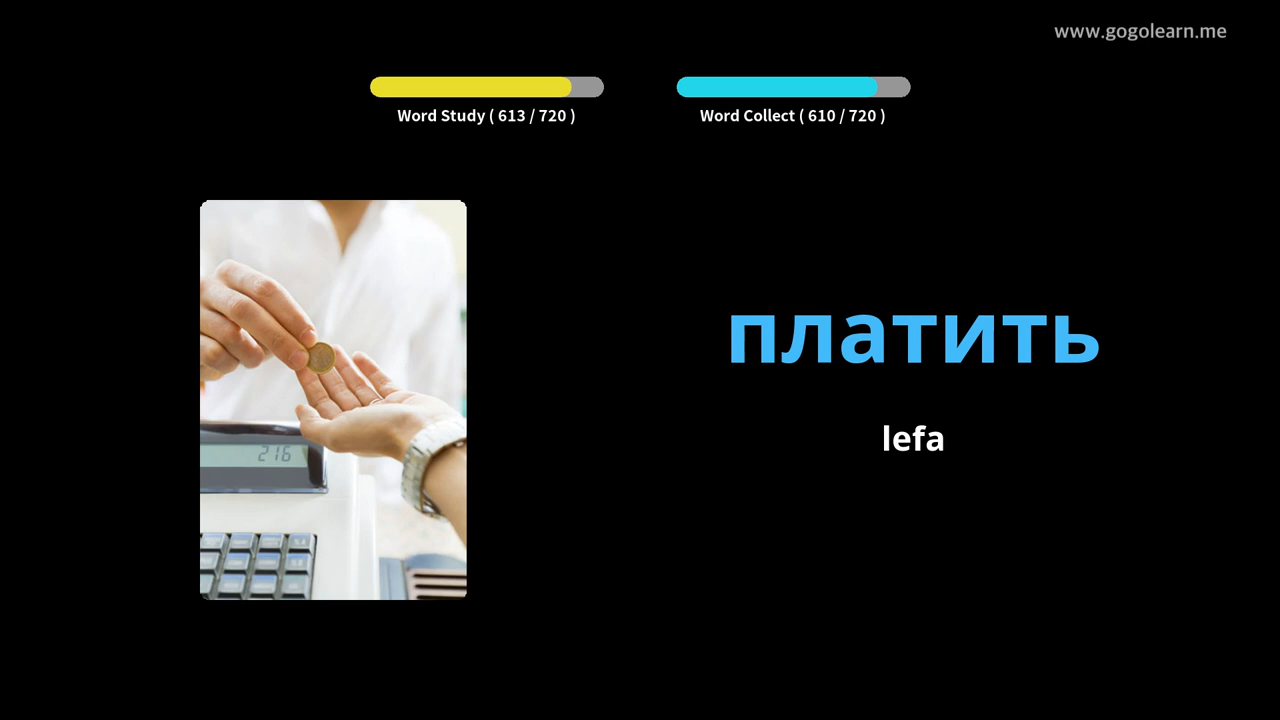 www.gogolearn.me
Word Study ( 613 / 720 )
Word Collect ( 610 / 720 )
платить
lefa
216